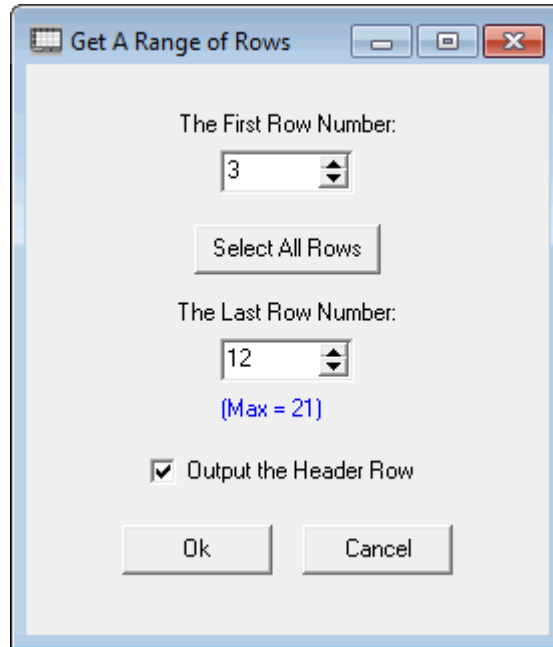 Get A Range of Rows
The First Row Number:
3
Select All Rows
The Last Row Number:
12
(Max = 21)
Output the Header Row
Ok Cancel